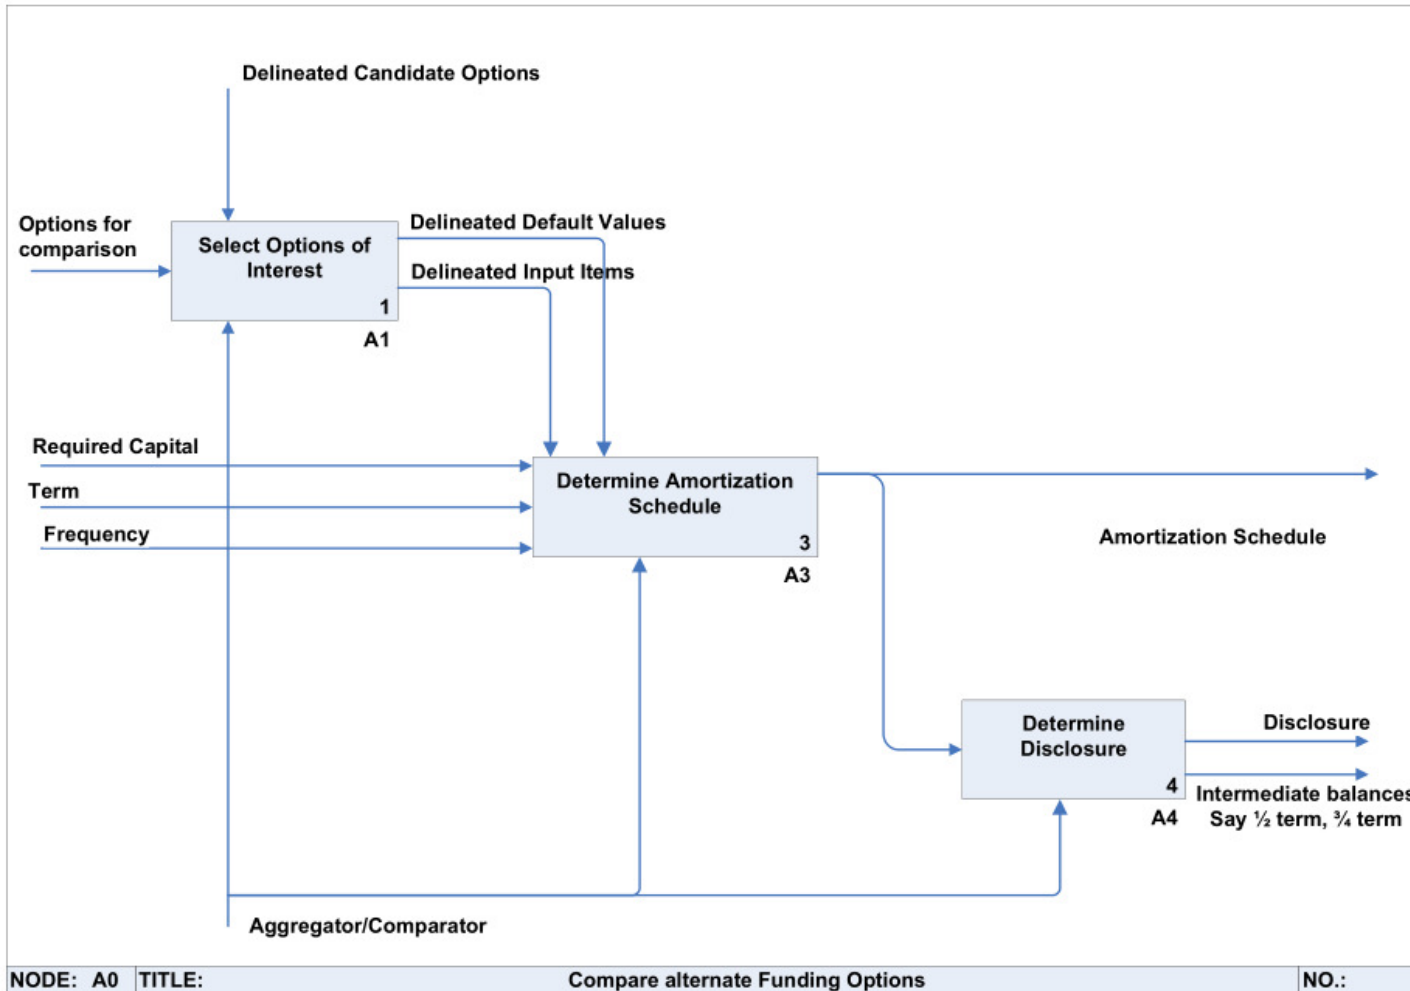 Delineated Candidate Options
Options for
comparison
Select Options of
Interest
1
A1
Delineated Default Values
Delineated Input Items
Required Capital
Term
Frequency
Determine Amortization
Schedule
3
A3
Amortization Schedule
Determine
Disclosure
4
A4
Disclosure
Intermediate balances
Say ½ term, ¾ term
Aggregator/Comparator
NODE: A0 TITLE: Compare alternate Funding Options NO.: